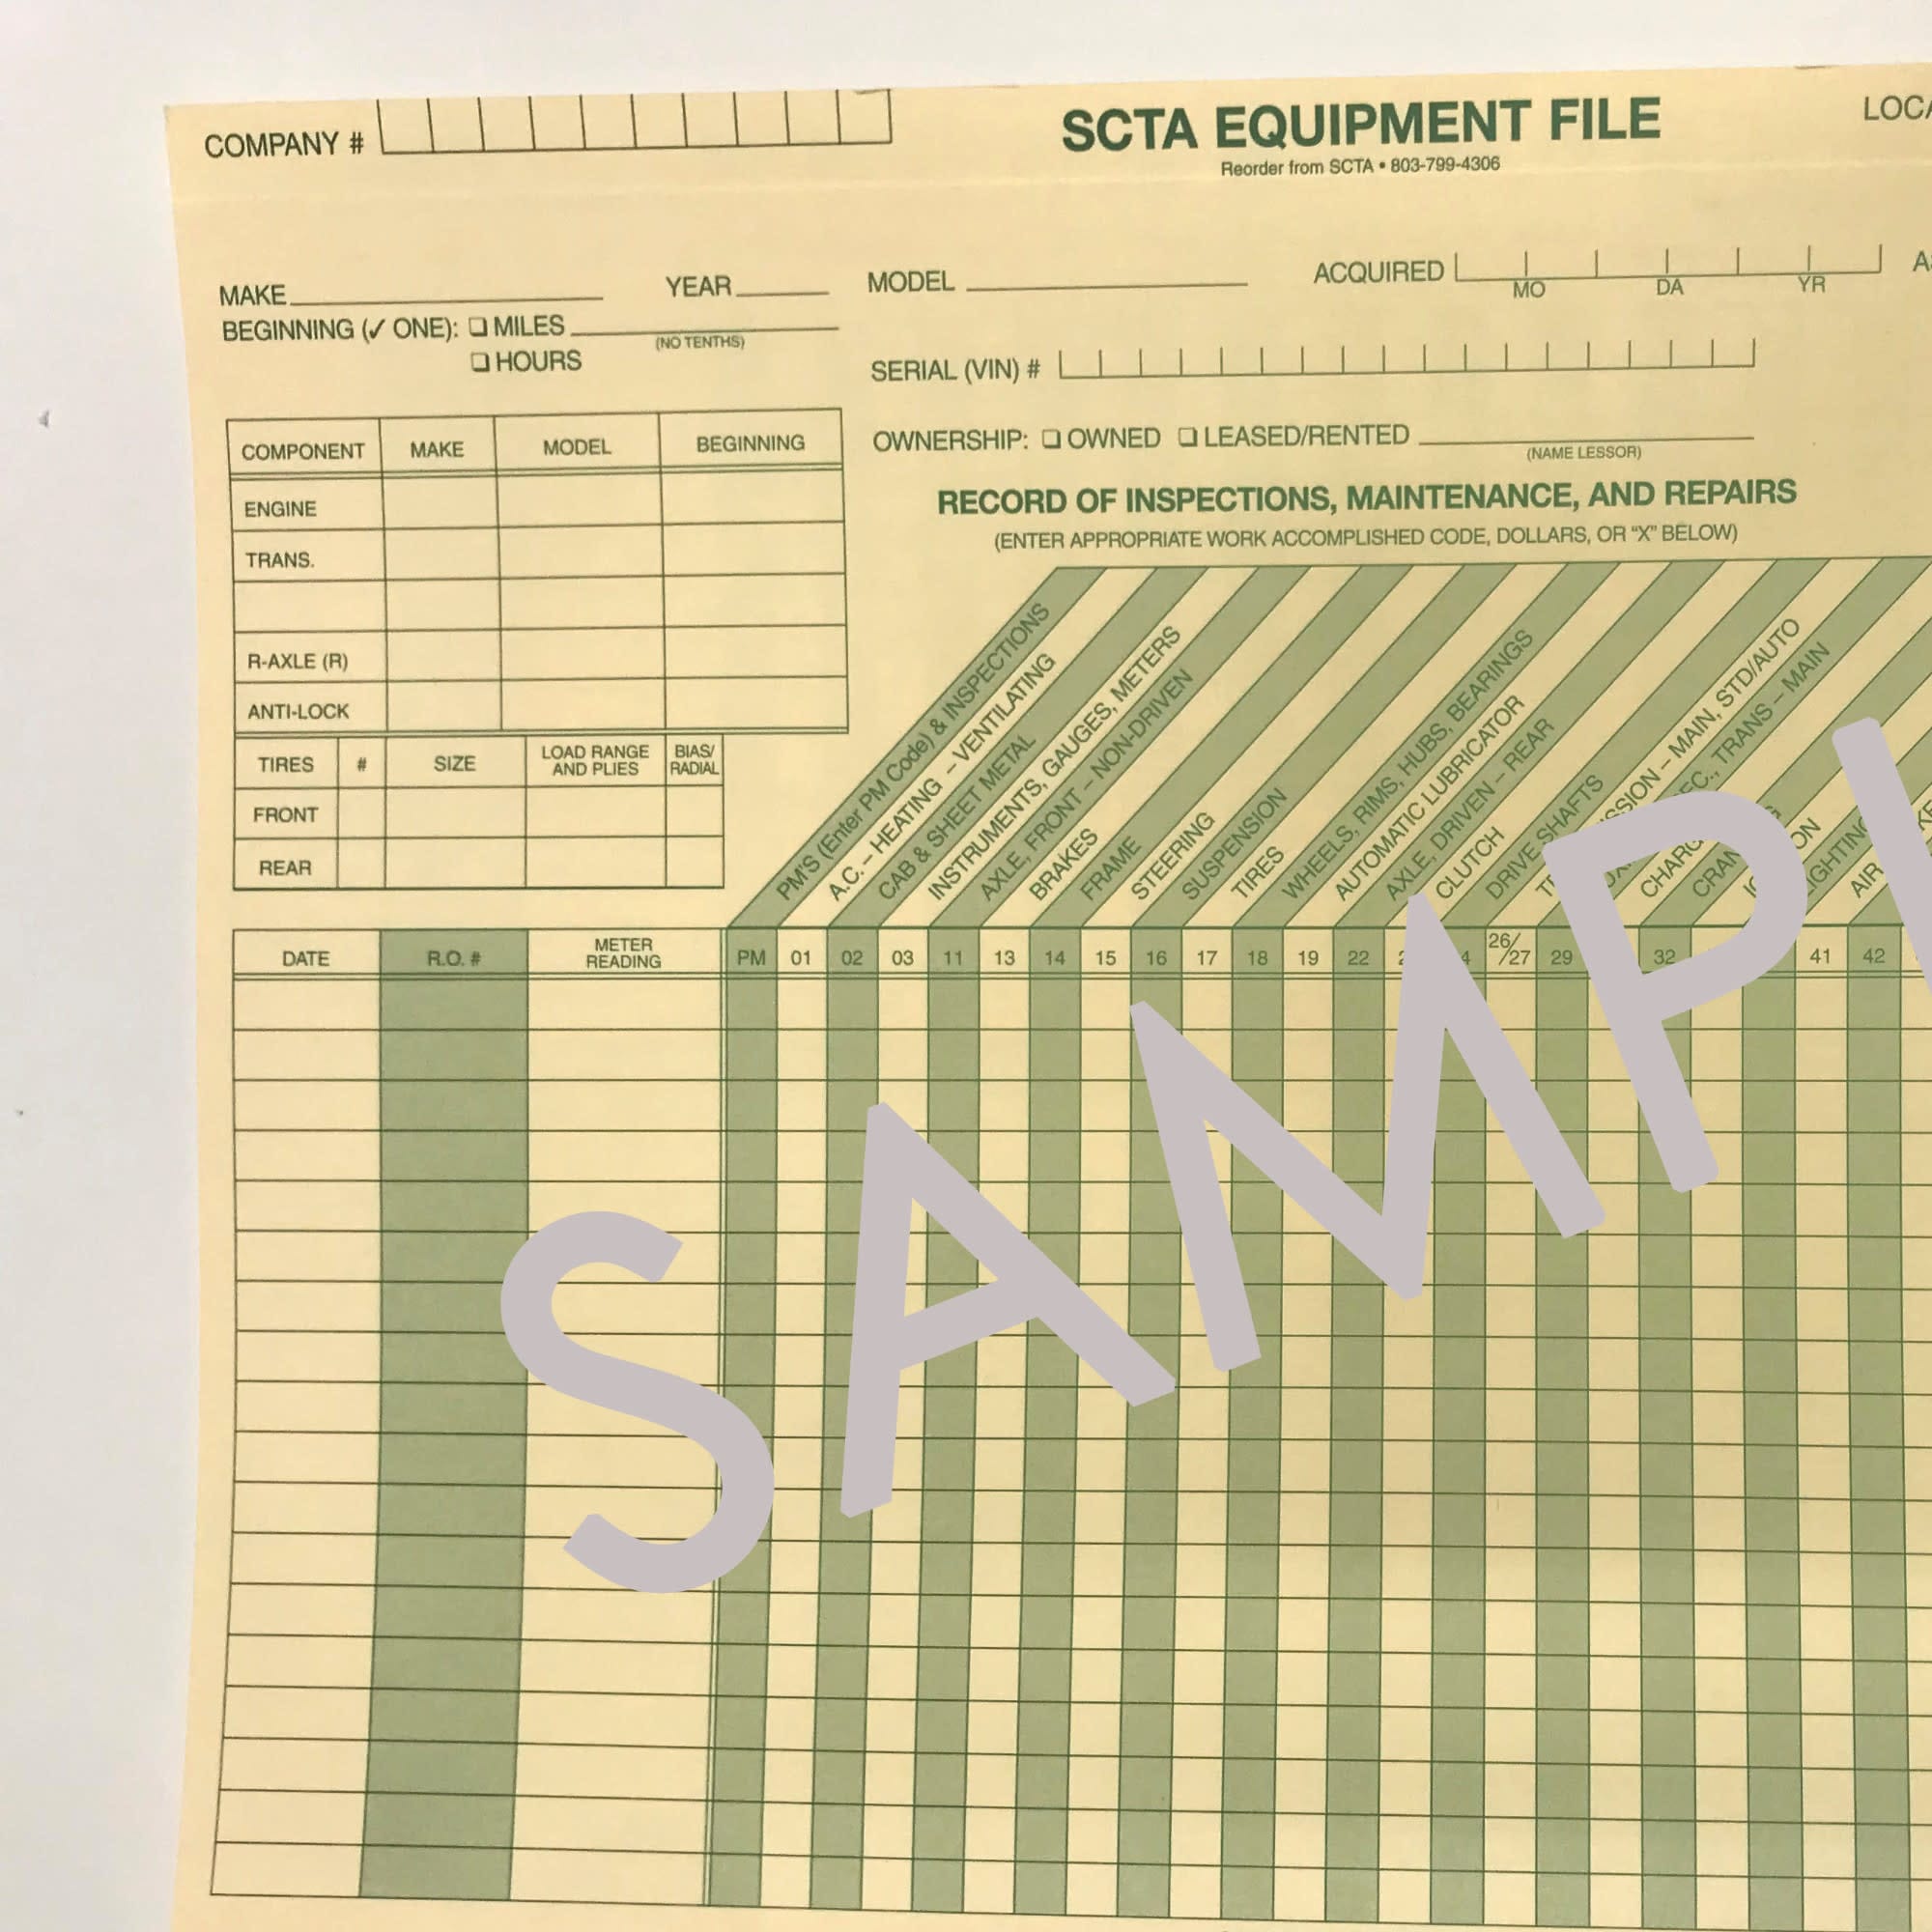 COMPANY #
SCTA EQUIPMENT FILE
Reorder from SCTA • 803-799-4306
MAKE
YEAR
MODEL
ACQUIRED
MO DA YR
BEGINNING (✓ ONE): ❑ MILES
(NO TENTHS)
❑ HOURS
SERIAL (VIN) #
OWNERSHIP: ❑ OWNED ❑ LEASED/RENTED
(NAME LESSOR)
COMPONENT MAKE MODEL BEGINNING
ENGINE
TRANS.
R-AXLE (R)
ANTI-LOCK
TIRES # SIZE LOAD RANGE AND PLIES BIAS/ RADIAL
FRONT
REAR
RECORD OF INSPECTIONS, MAINTENANCE, AND REPAIRS
(ENTER APPROPRIATE WORK ACCOMPLISHED CODE, DOLLARS, OR “X” BELOW)
PM'S (Enter PM Code) & INSPECTIONS
A.C. – HEATING – VENTILATING
CAB & SHEET METAL
INSTRUMENTS, GAUGES, METERS
AXLE, FRONT – NON-DRIVEN
BRAKES
FRAME
STEERING
SUSPENSION
TIRES
WHEELS, RIMS, HUBS, BEARINGS
AUTOMATIC LUBRICATOR
AXLE, DRIVEN – REAR
CLUTCH
DRIVE SHAFTS
– MAIN, STD/AUTO
TRANS – MAIN
AIR
DATE R.O. # METER READING PM 01 02 03 11 13 14 15 16 17 18 19 22 26/27 29 32 41 42